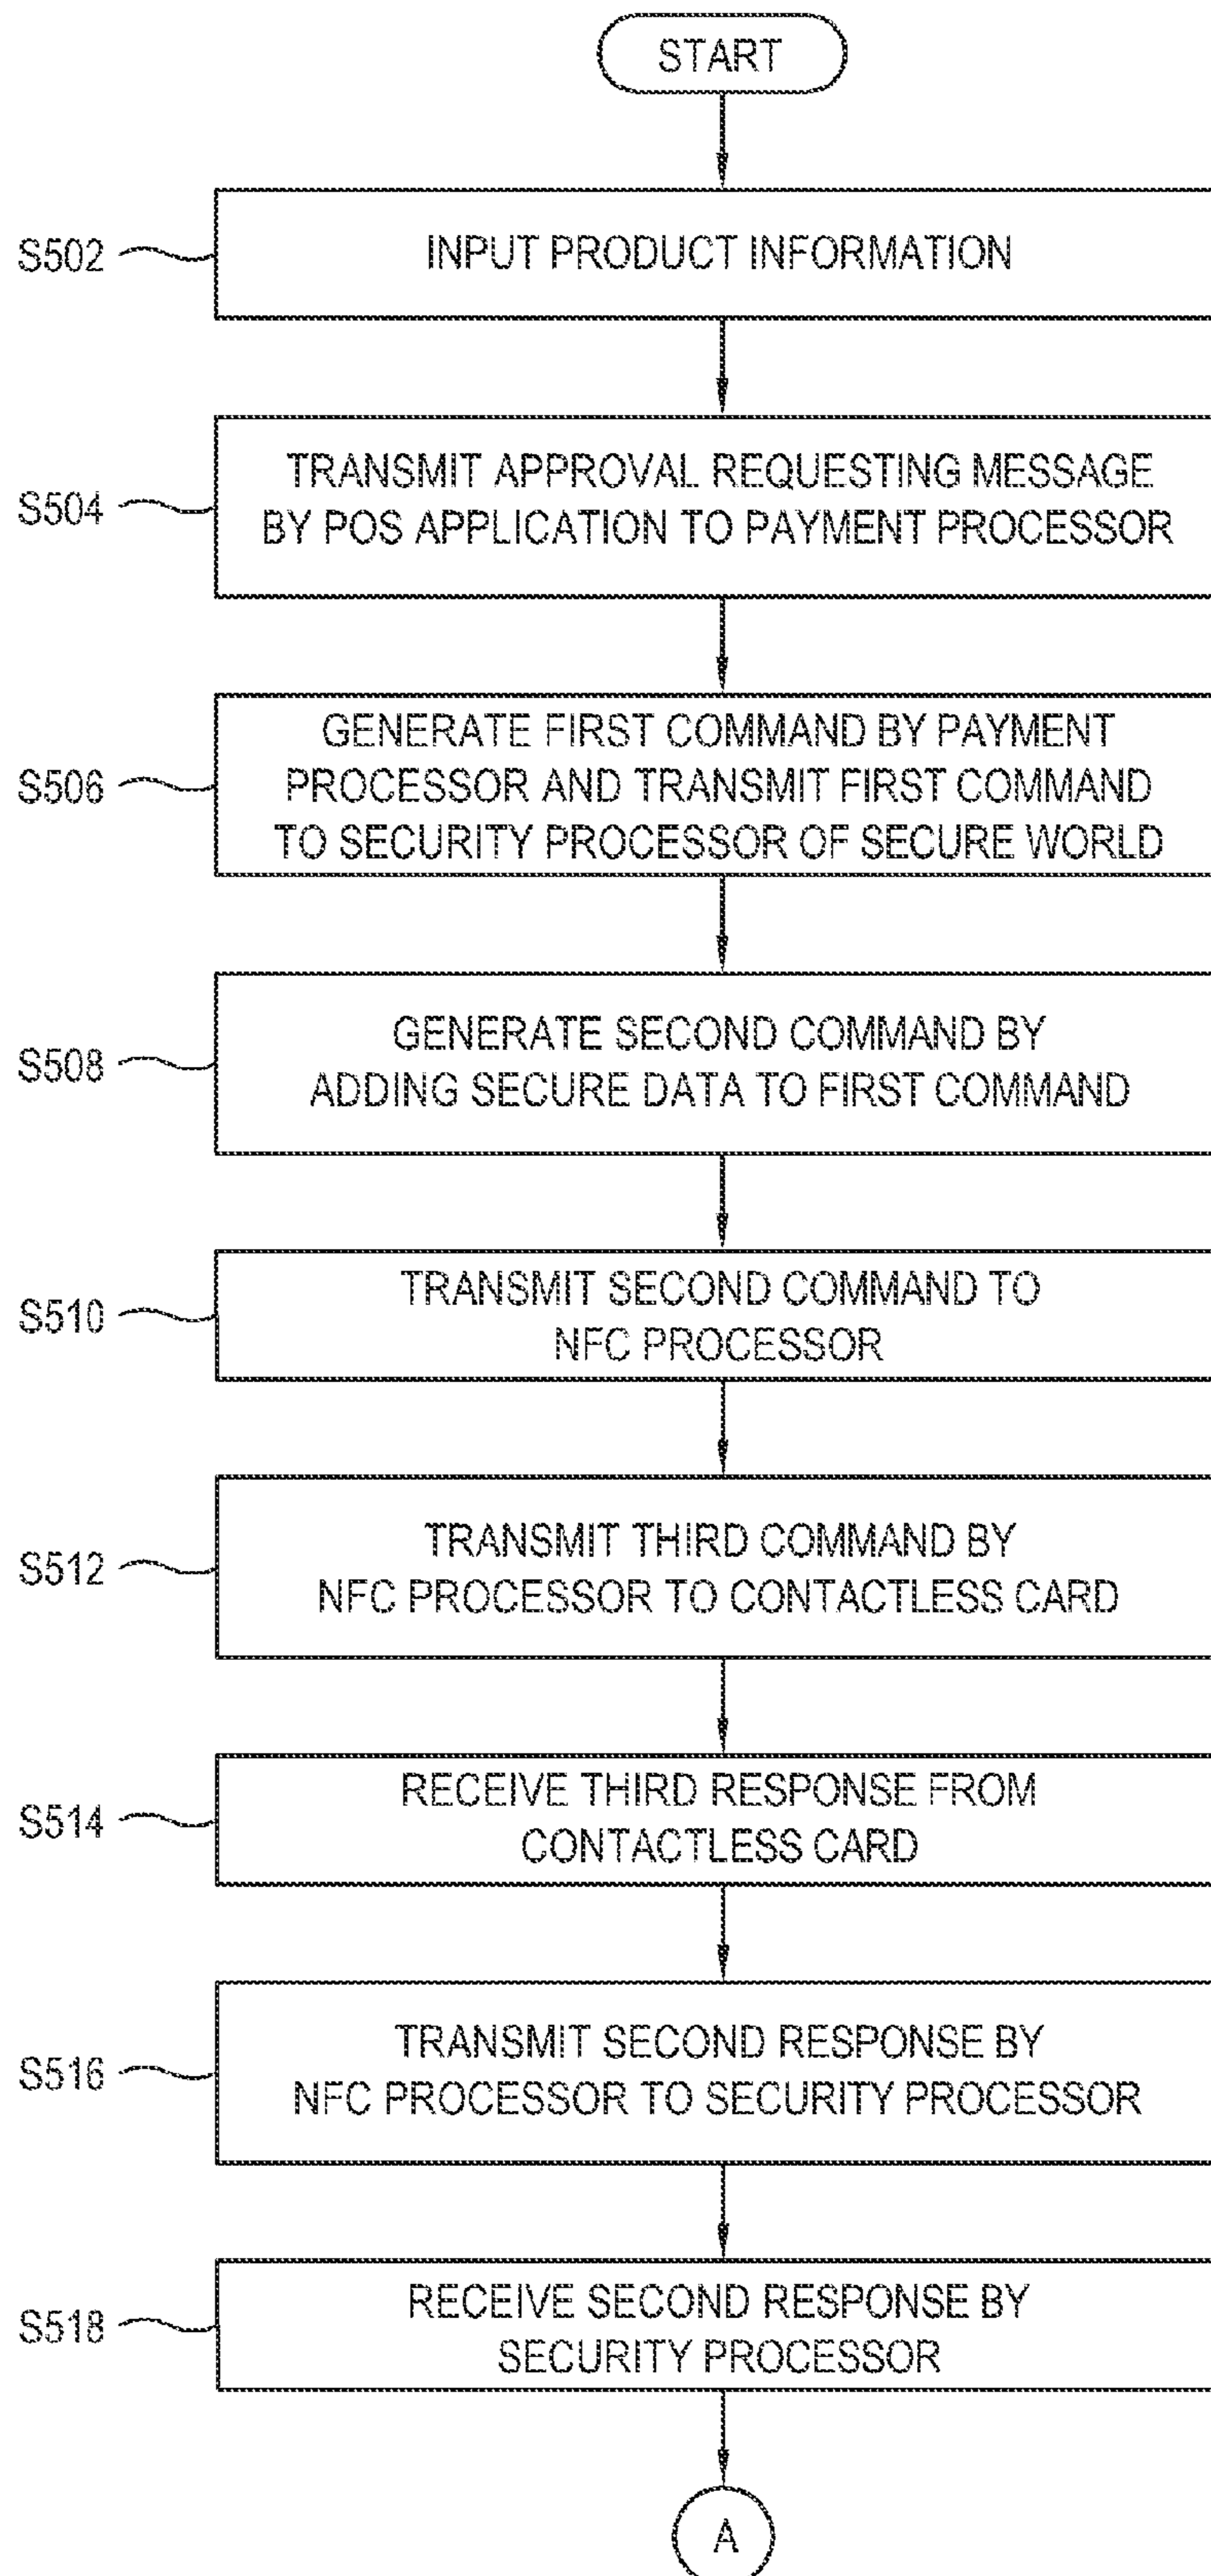 START
S502
INPUT PRODUCT INFORMATION
S504
TRANSMIT APPROVAL REQUESTING MESSAGE
BY POS APPLICATION TO PAYMENT PROCESSOR
S506
GENERATE FIRST COMMAND BY PAYMENT
PROCESSOR AND TRANSMIT FIRST COMMAND
TO SECURITY PROCESSOR OF SECURE WORLD
S508
GENERATE SECOND COMMAND BY
ADDING SECURE DATA TO FIRST COMMAND
S510
TRANSMIT SECOND COMMAND TO
NFC PROCESSOR
S512
TRANSMIT THIRD COMMAND BY
NFC PROCESSOR TO CONTACTLESS CARD
S514
RECEIVE THIRD RESPONSE FROM
CONTACTLESS CARD
S516
TRANSMIT SECOND RESPONSE BY
NFC PROCESSOR TO SECURITY PROCESSOR
S518
RECEIVE SECOND RESPONSE BY
SECURITY PROCESSOR
A